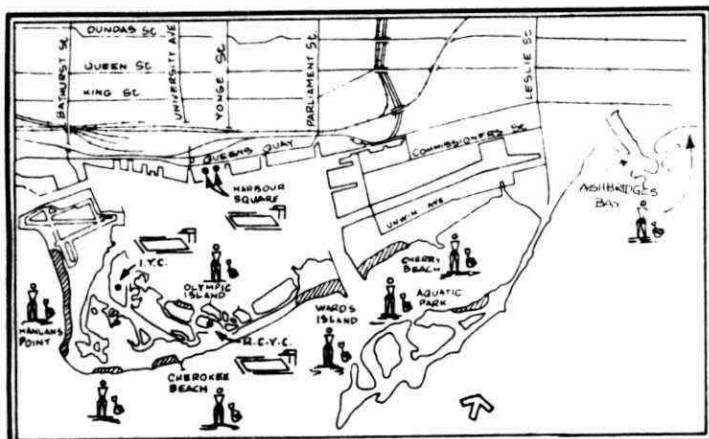 DUNDAS St
QUEEN St
KING St
BATHURST St
UNIVERSITY AVE
YONGE St
PARLIAMENT St
LESLIE St
QUEENS QUAY
COMMISSIONERS St
HARBOUR
SQUARE
UNWIN AVE
ASHBRIDGES
BAY
I.Y.C.
OLYMPIC
ISLAND
CHERRY
BEACH
AQUATIC
PARK
HANLANS
POINT
WARDS
ISLAND
R.C.Y.C.
CHEROKEE
BEACH